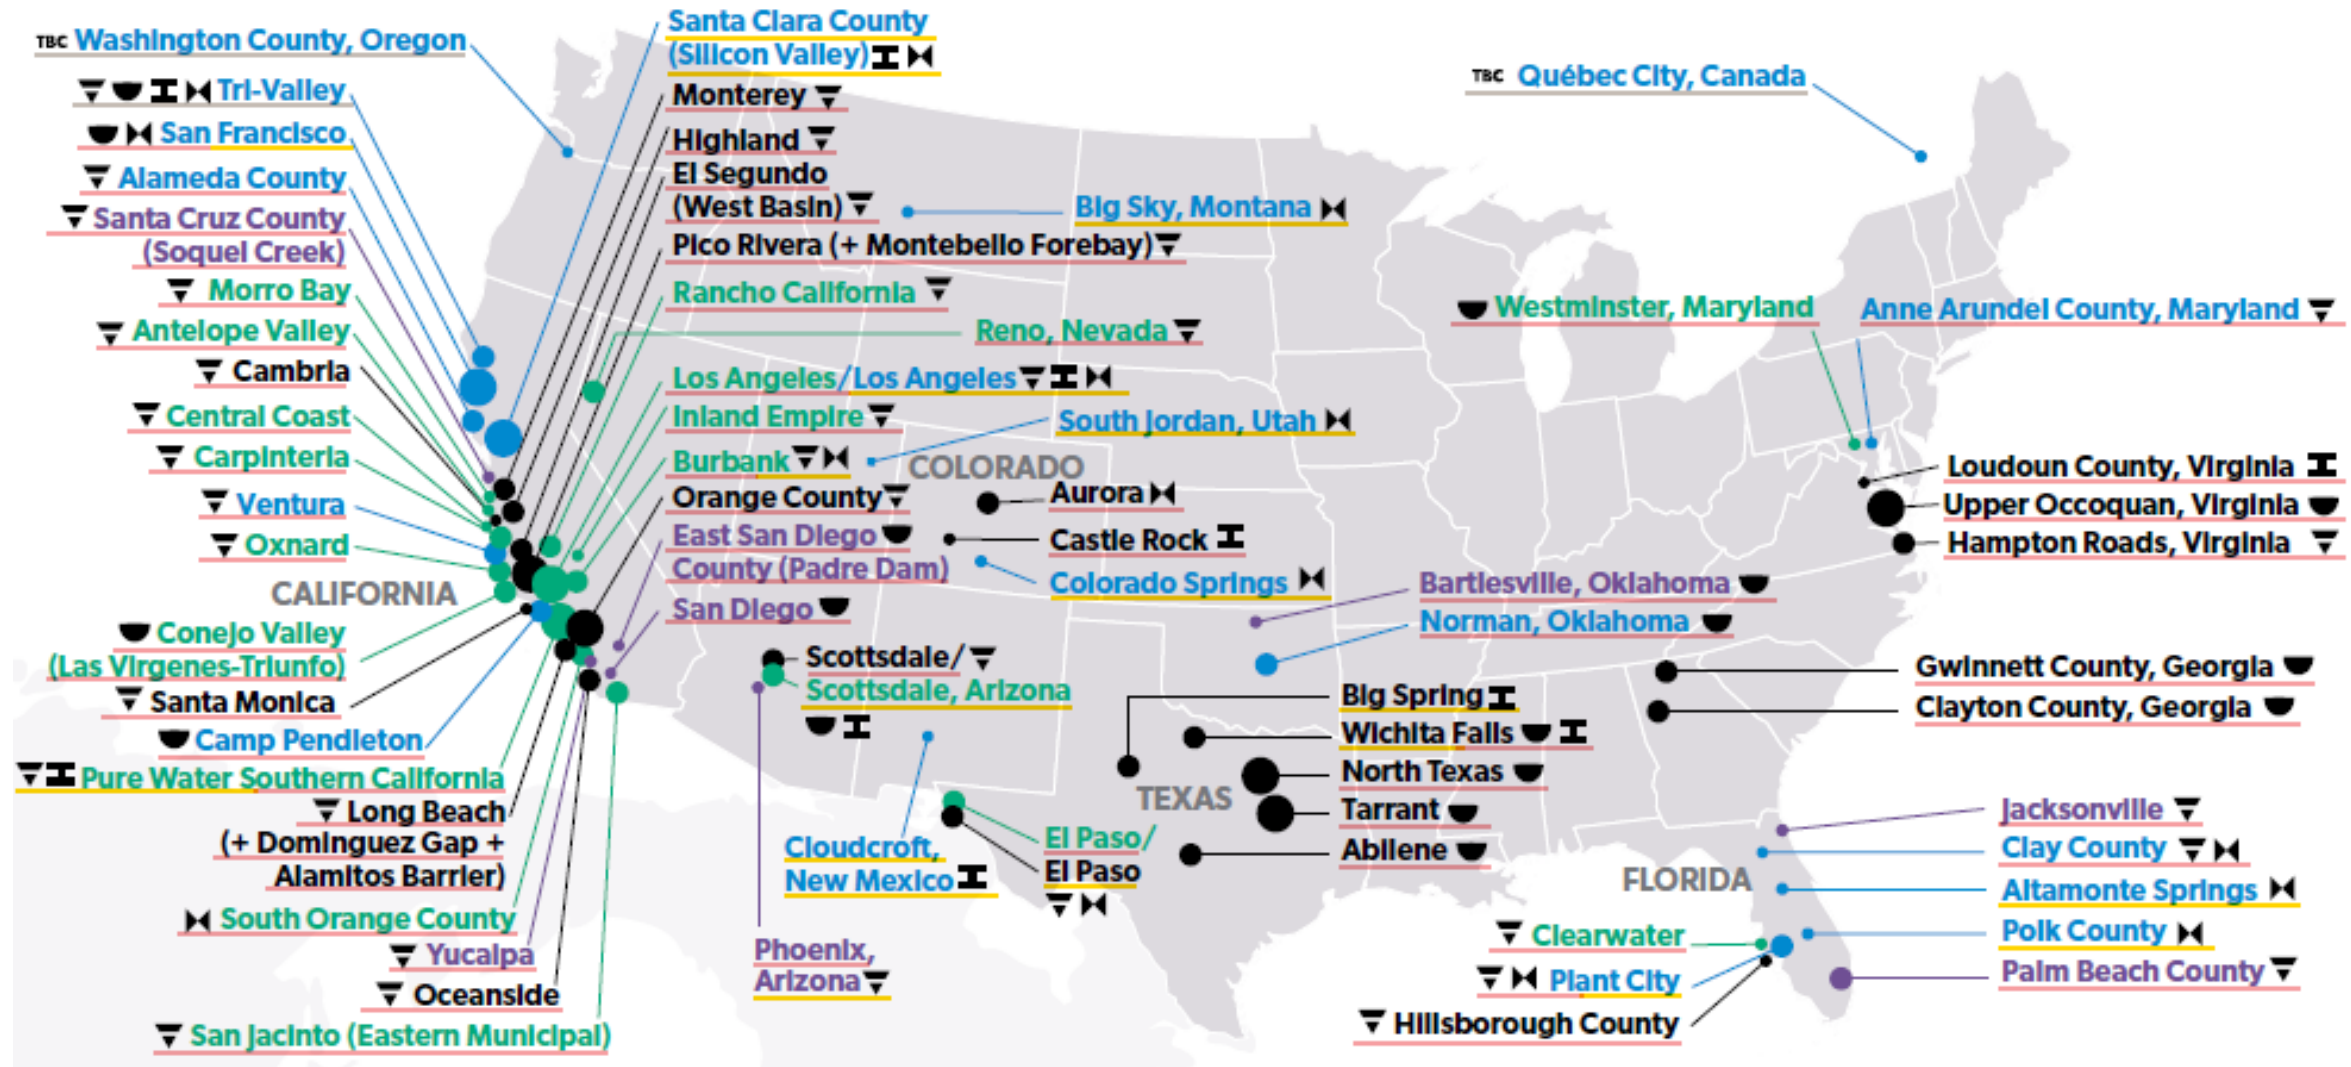 TBC Washington County, Oregon
Tri-Valley
San Francisco
Alameda County
Santa Cruz County
(Soquel Creek)
Morro Bay
Antelope Valley
Cambria
Central Coast
Carpinteria
Ventura
Oxnard
CALIFORNIA
Conejo Valley
(Las Virgenes-Triunfo)
Santa Monica
Camp Pendleton
Pure Water Southern California
Long Beach
(+ Dominguez Gap +
Alamitos Barrier)
South Orange County
Yucaipa
Oceanside
San Jacinto (Eastern Municipal)
Santa Clara County
(Silicon Valley)
Monterey
Highland
El Segundo
(West Basin)
Pico Rivera (+ Montebello Forebay)
Rancho California
Reno, Nevada
Los Angeles/Los Angeles
Inland Empire
Burbank
Orange County
East San Diego
County (Padre Dam)
San Diego
Scottsdale/
Scottsdale, Arizona
Phoenix,
Arizona
Big Sky, Montana
South Jordan, Utah
COLORADO
Aurora
Castle Rock
Colorado Springs
Cloudcroft,
New Mexico
El Paso/
El Paso
TBC Québec City, Canada
Westminster, Maryland
Anne Arundel County, Maryland
Loudoun County, Virginia
Upper Occoquan, Virginia
Hampton Roads, Virginia
Bartlesville, Oklahoma
Norman, Oklahoma
Big Spring
Wichita Falls
North Texas
TEXAS
Tarrant
Abilene
Gwinnett County, Georgia
Clayton County, Georgia
FLORIDA
Jacksonville
Clay County
Altamonte Springs
Polk County
Palm Beach County
Clearwater
Plant City
Hillsborough County